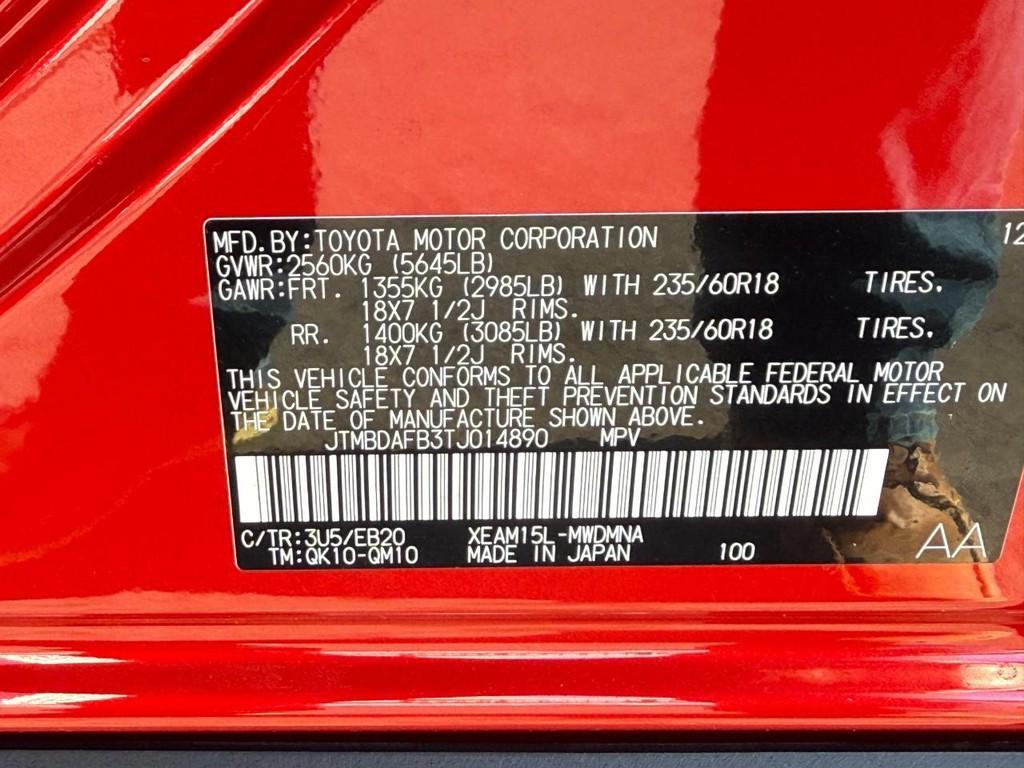 MFD.BY:TOYOTA MOTOR CORPORATION 12
GVWR:2560KG (5645LB)
GAWR:FRT. 1355KG (2985LB) WITH 235/60R18 TIRES,
18X7 1/2J RIMS.
RR. 1400KG (3085LB) WITH 235/60R18 TIRES,
18X7 1/2J RIMS.
THIS VEHICLE CONFORMS TO ALL APPLICABLE FEDERAL MOTOR
VEHICLE SAFETY AND THEFT PREVENTION STANDARDS IN EFFECT ON
THE DATE OF MANUFACTURE SHOWN ABOVE.
JTMBDAFB3TJ014890 MPV
C/TR:3U5/EB20 XEAM15L-MWDMNA
TM:QK10-QM10 MADE IN JAPAN 100 AA